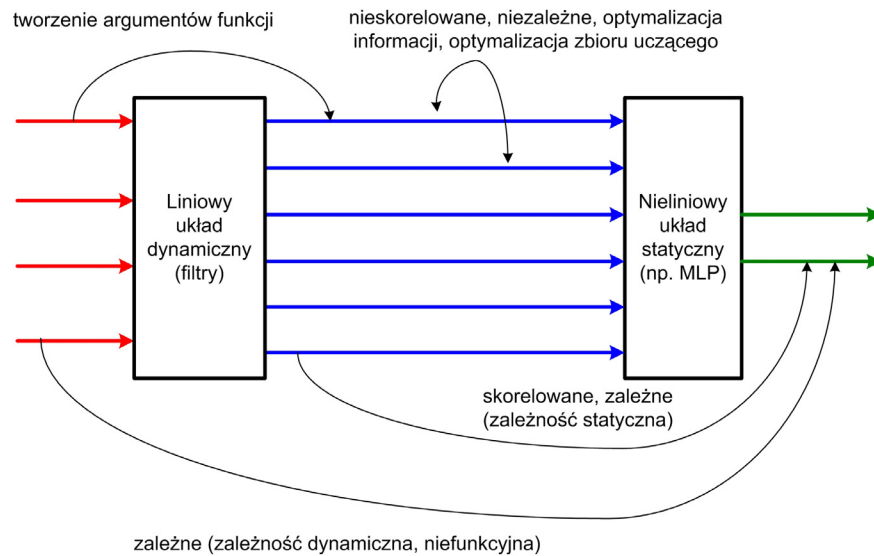 tworzenie argumentów funkcji
nieskorelowane, niezależne, optymalizacja
informacji, optymalizacja zbioru uczącego
Liniowy
układ
dynamiczny
(filtry)
Nieliniowy
układ
statyczny
(np. MLP)
skorelowane, zależne
(zależność statyczna)
zależne (zależność dynamiczna, niefunkcyjna)